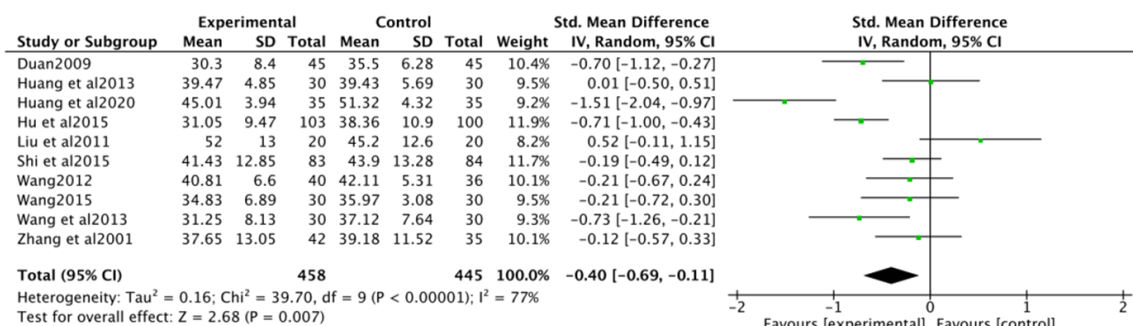 Experimental Control Std. Mean Difference Std. Mean Difference
Study or Subgroup Mean SD Total Mean SD Total Weight IV, Random, 95% CI IV, Random, 95% CI
Duan2009 30.3 8.4 45 35.5 6.28 45 10.4% −0.70 [−1.12, −0.27]
Huang et al2013 39.47 4.85 30 39.43 5.69 30 9.5% 0.01 [−0.50, 0.51]
Huang et al2020 45.01 3.94 35 51.32 4.32 35 9.2% −1.51 [−2.04, −0.97]
Hu et al2015 31.05 9.47 103 38.36 10.9 100 11.9% −0.71 [−1.00, −0.43]
Liu et al2011 52 13 20 45.2 12.6 20 8.2% 0.52 [−0.11, 1.15]
Shi et al2015 41.43 12.85 83 43.9 13.28 84 11.7% −0.19 [−0.49, 0.12]
Wang2012 40.81 6.6 40 42.11 5.31 36 10.1% −0.21 [−0.67, 0.24]
Wang2015 34.83 6.89 30 35.97 3.08 30 9.5% −0.21 [−0.72, 0.30]
Wang et al2013 31.25 8.13 30 37.12 7.64 30 9.3% −0.73 [−1.26, −0.21]
Zhang et al2001 37.65 13.05 42 39.18 11.52 35 10.1% −0.12 [−0.57, 0.33]
Total (95% CI) 458 445 100.0% −0.40 [−0.69, −0.11]
Heterogeneity: Tau² = 0.16; Chi² = 39.70, df = 9 (P < 0.00001); I² = 77%
Test for overall effect: Z = 2.68 (P = 0.007)
−2 −1 0 1 2
Favours [experimental] Favours [control]